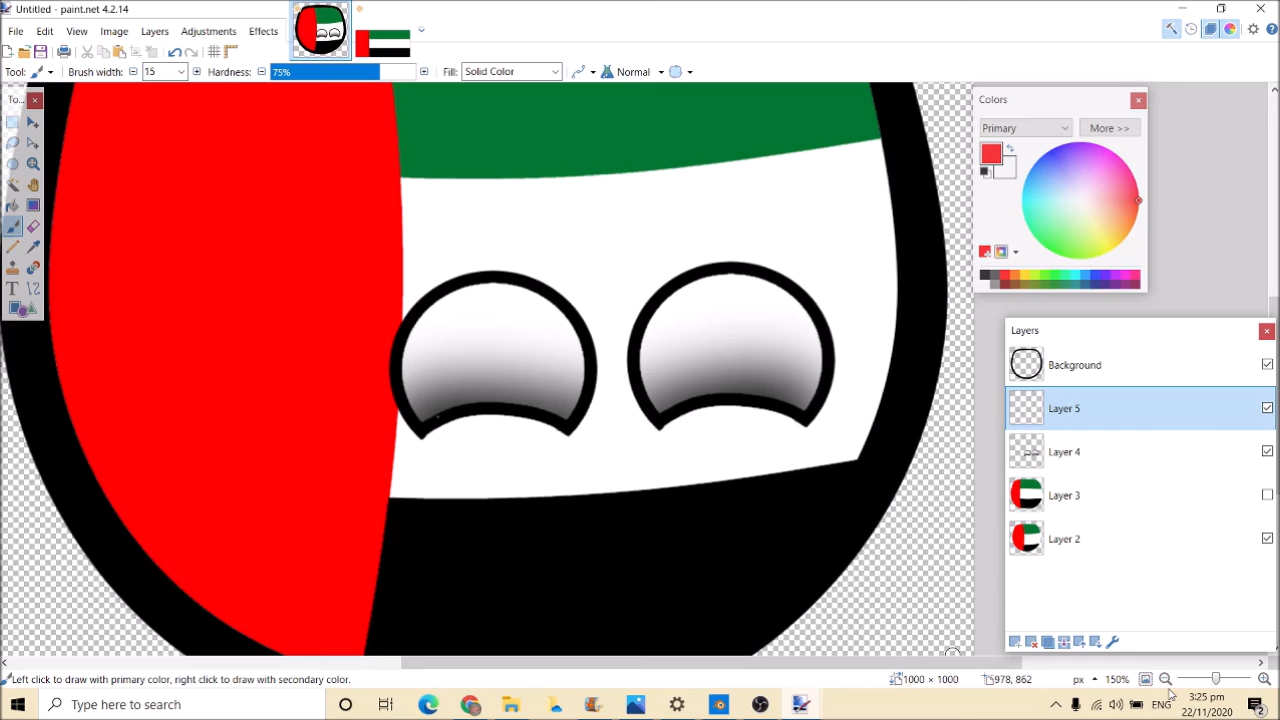 Untitled - paint.net 4.2.14
File Edit View Image Layers Adjustments Effects
Tool: Brush width: 15 Hardness: 75% Fill: Solid Color Normal
To...
Colors
Primary More >>
Layers
Background
Layer 5
Layer 4
Layer 3
Layer 2
Left click to draw with primary color, right click to draw with secondary color.
1000 × 1000
978, 862
px
150%
Type here to search
ENG
22/11/2020
2